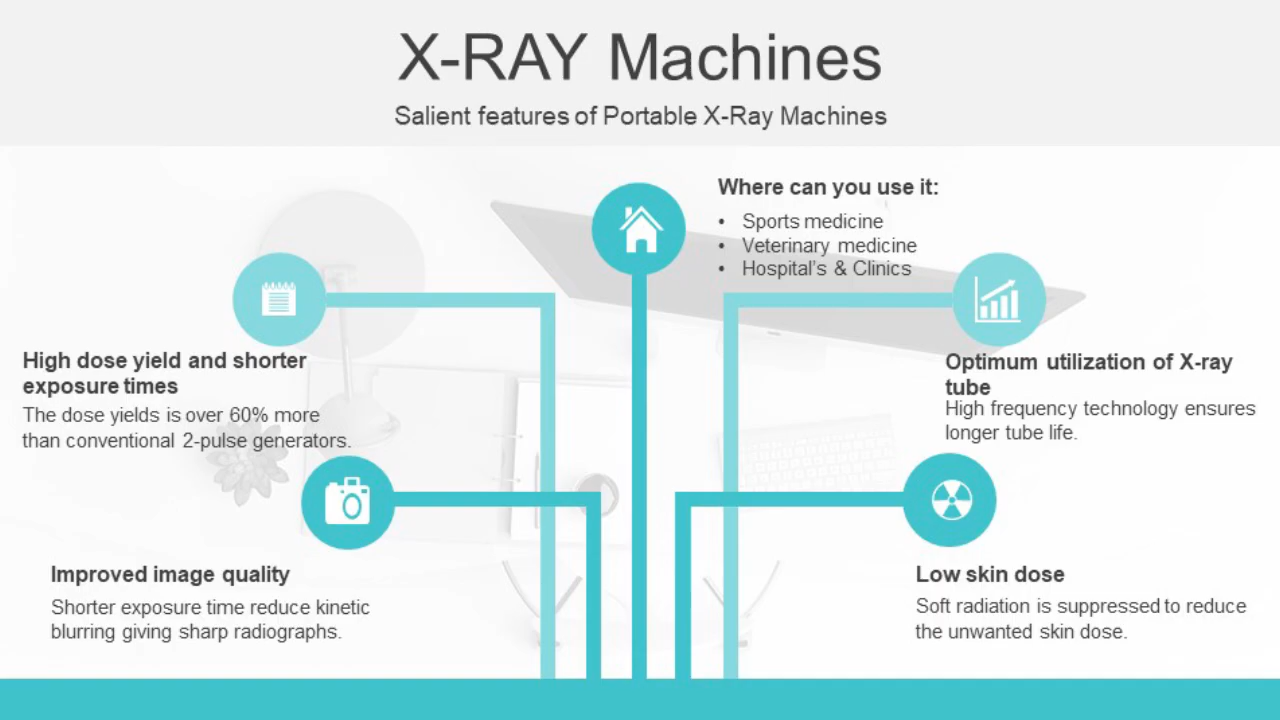 X-RAY Machines
Salient features of Portable X-Ray Machines
Where can you use it:
• Sports medicine
• Veterinary medicine
• Hospital's & Clinics
High dose yield and shorter
exposure times
The dose yields is over 60% more
than conventional 2-pulse generators.
Optimum utilization of X-ray
tube
High frequency technology ensures
longer tube life.
Improved image quality
Shorter exposure time reduce kinetic
blurring giving sharp radiographs.
Low skin dose
Soft radiation is suppressed to reduce
the unwanted skin dose.